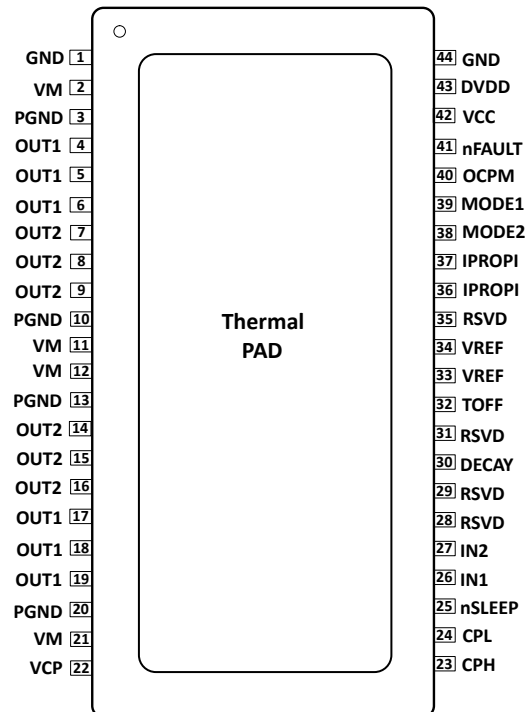 GND 1
VM 2
PGND 3
OUT1 4
OUT1 5
OUT1 6
OUT2 7
OUT2 8
OUT2 9
PGND 10
VM 11
VM 12
PGND 13
OUT2 14
OUT2 15
OUT2 16
OUT1 17
OUT1 18
OUT1 19
PGND 20
VM 21
VCP 22
Thermal
PAD
44 GND
43 DVDD
42 VCC
41 nFAULT
40 OCPM
39 MODE1
38 MODE2
37 IPROPI
36 IPROPI
35 RSVD
34 VREF
33 VREF
32 TOFF
31 RSVD
30 DECAY
29 RSVD
28 RSVD
27 IN2
26 IN1
25 nSLEEP
24 CPL
23 CPH